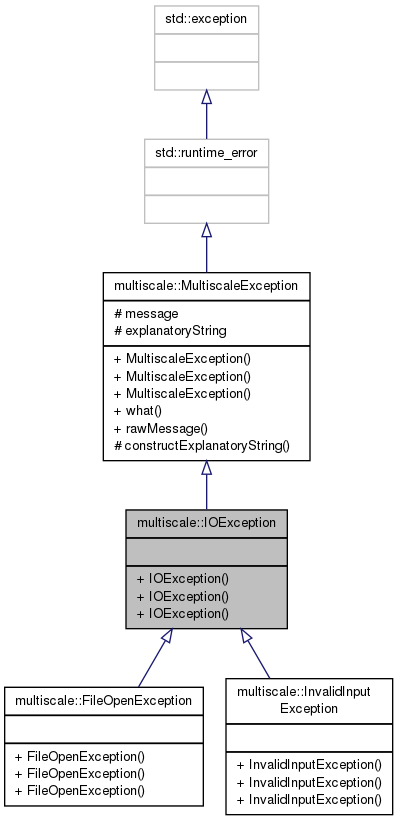 std::exception
std::runtime_error
multiscale::MultiscaleException
# message
# explanatoryString
+ MultiscaleException()
+ MultiscaleException()
+ MultiscaleException()
+ what()
+ rawMessage()
# constructExplanatoryString()
multiscale::IOException
+ IOException()
+ IOException()
+ IOException()
multiscale::FileOpenException
+ FileOpenException()
+ FileOpenException()
+ FileOpenException()
multiscale::InvalidInput
Exception
+ InvalidInputException()
+ InvalidInputException()
+ InvalidInputException()